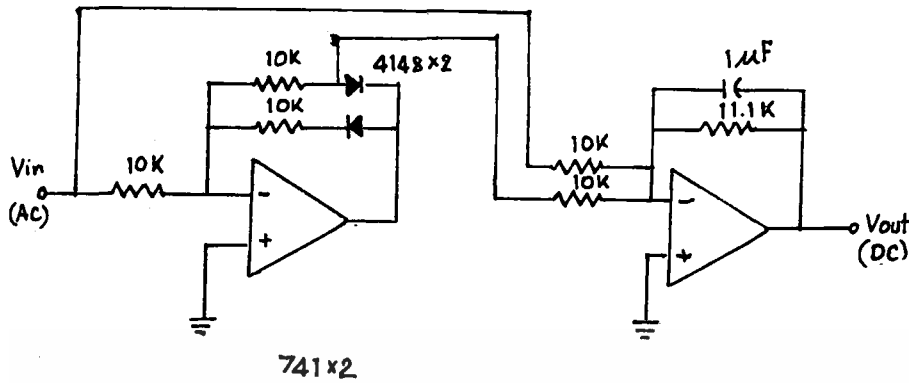 10K
4148×2
10K
10K
Vin
(AC)
-
+
741×2
1µF
11.1K
10K
10K
-
+
Vout
(DC)